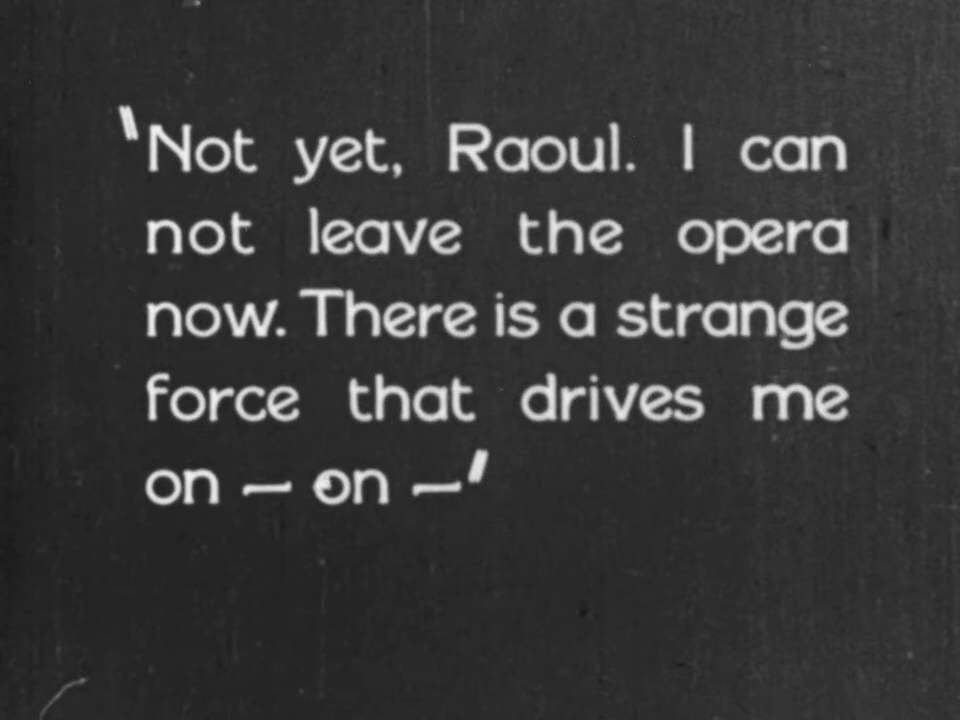 "Not yet, Raoul. I can
not leave the opera
now. There is a strange
force that drives me
on — on —"